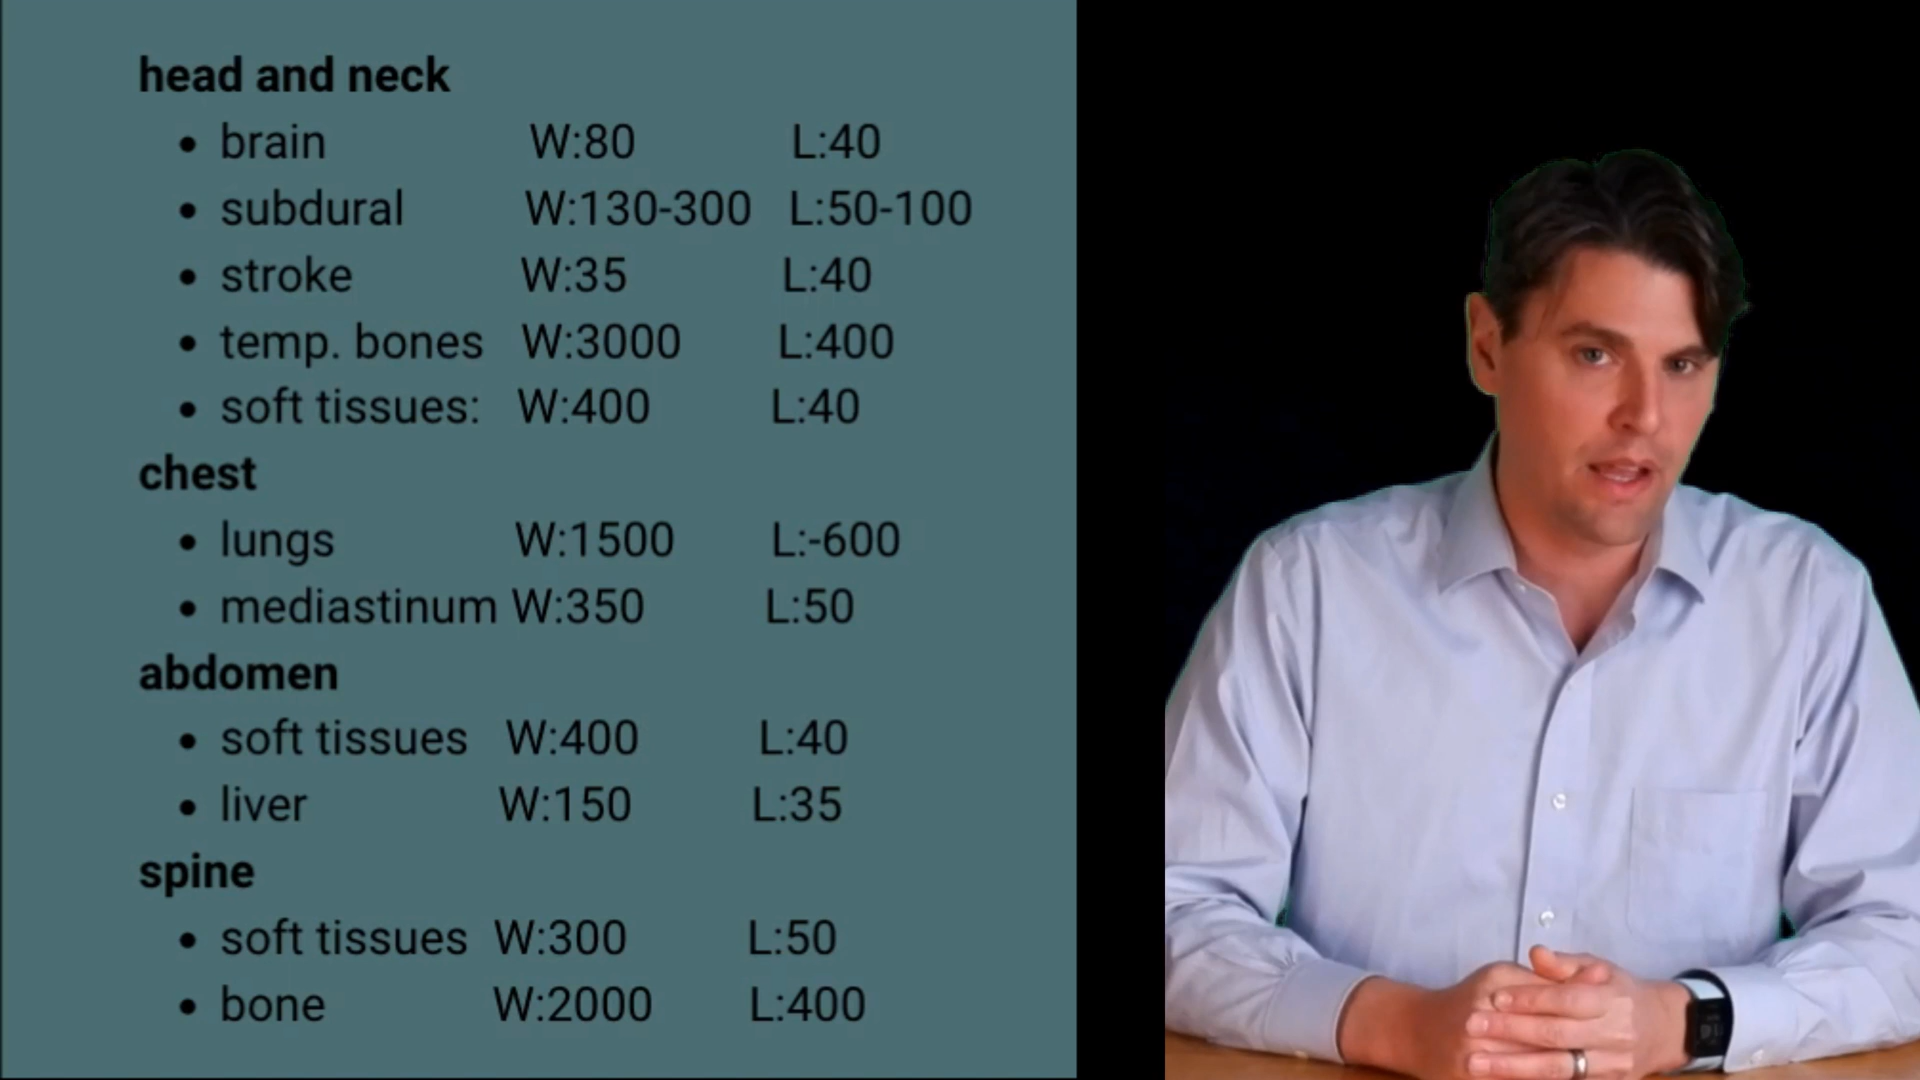 head and neck
• brain W:80 L:40
• subdural W:130-300 L:50-100
• stroke W:35 L:40
• temp. bones W:3000 L:400
• soft tissues: W:400 L:40
chest
• lungs W:1500 L:-600
• mediastinum W:350 L:50
abdomen
• soft tissues W:400 L:40
• liver W:150 L:35
spine
• soft tissues W:300 L:50
• bone W:2000 L:400